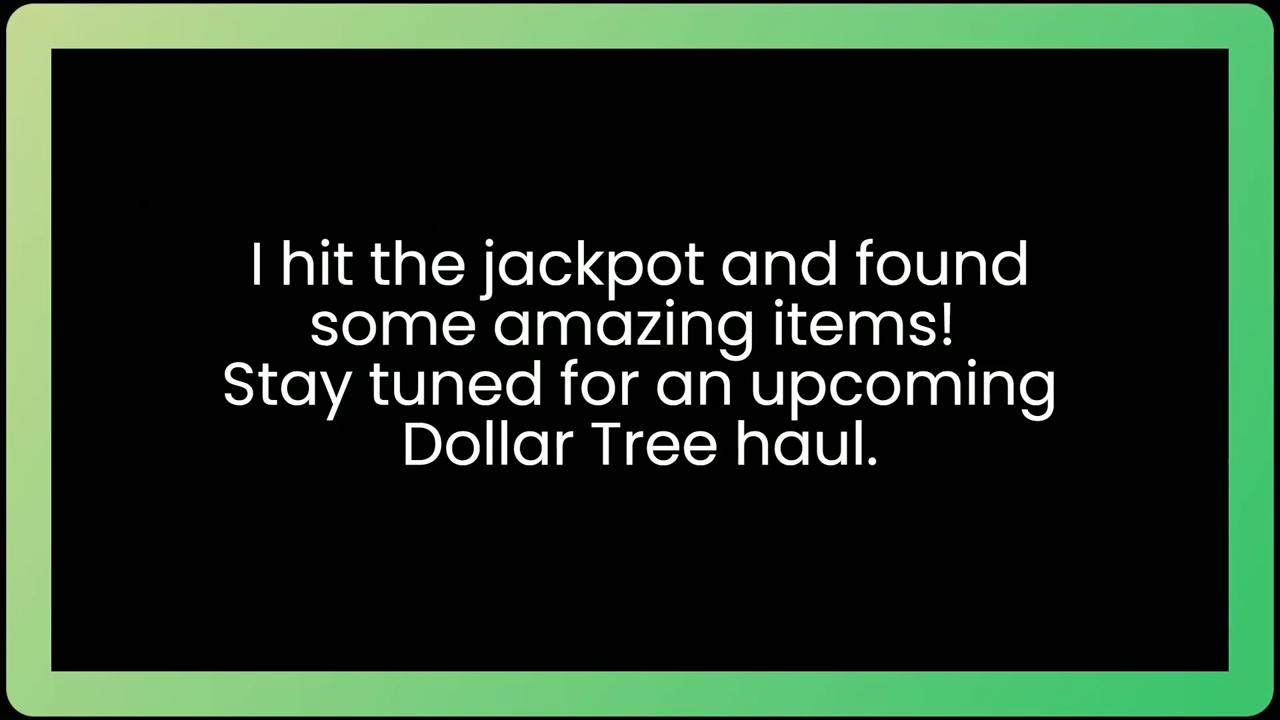 I hit the jackpot and found
some amazing items!
Stay tuned for an upcoming
Dollar Tree haul.